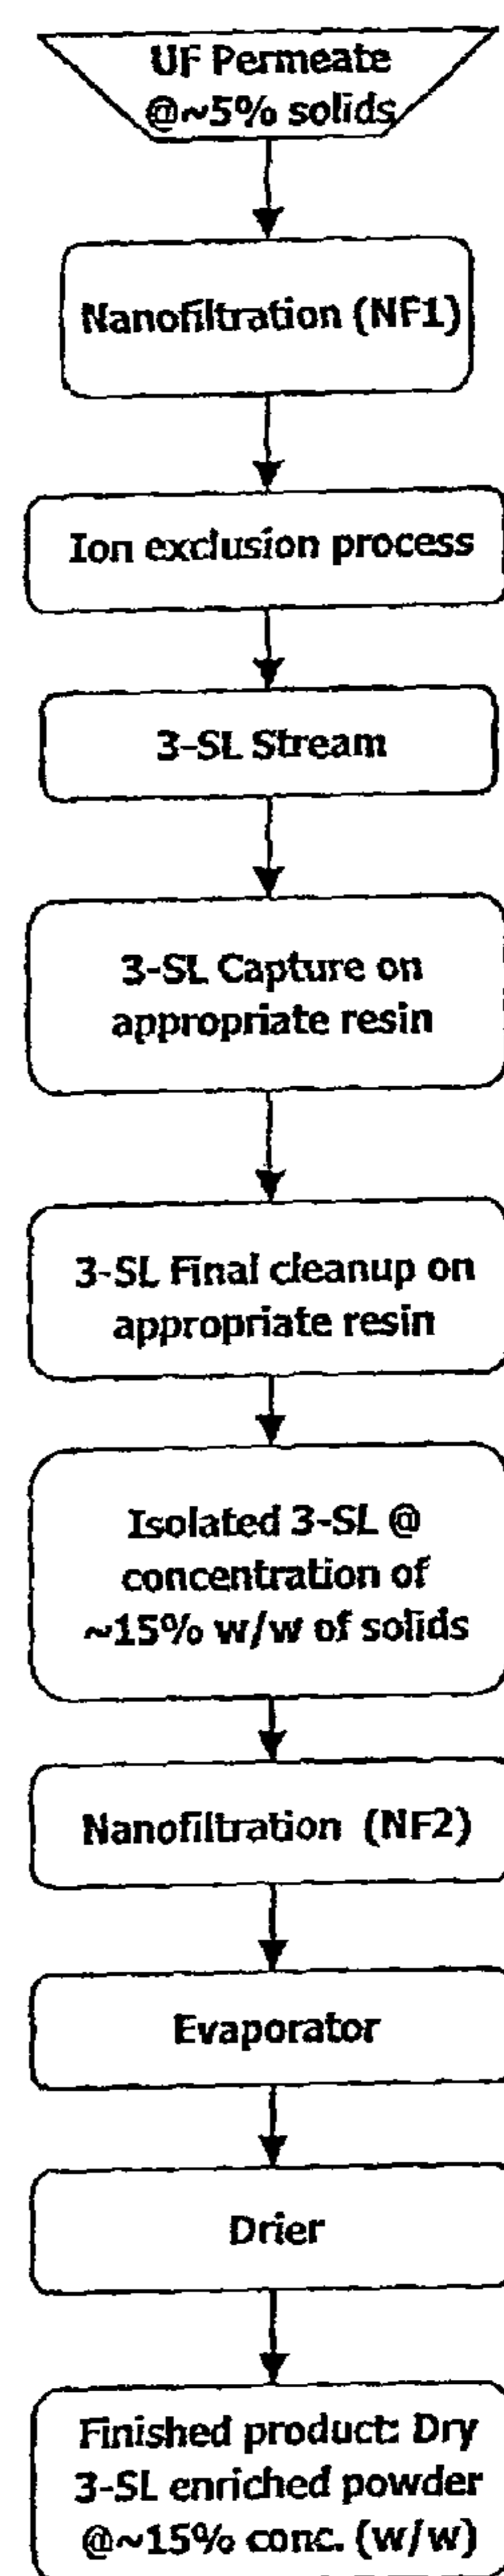 UF Permeate
@~5% solids
Nanofiltration (NF1)
Ion exclusion process
3-SL Stream
3-SL Capture on
appropriate resin
3-SL Final cleanup on
appropriate resin
Isolated 3-SL @
concentration of
~15% w/w of solids
Nanofiltration (NF2)
Evaporator
Drier
Finished product: Dry
3-SL enriched powder
@~15% conc. (w/w)